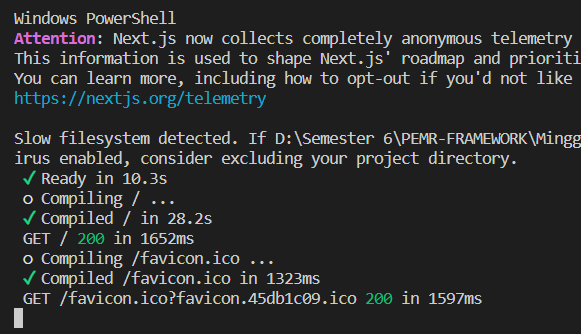 Windows PowerShell
Attention: Next.js now collects completely anonymous telemetry
This information is used to shape Next.js' roadmap and prioriti
You can learn more, including how to opt-out if you'd not like
https://nextjs.org/telemetry
Slow filesystem detected. If D:\Semester 6\PEMR-FRAMEWORK\Mingg
irus enabled, consider excluding your project directory.
✓ Ready in 10.3s
○ Compiling / ...
✓ Compiled / in 28.2s
GET / 200 in 1652ms
○ Compiling /favicon.ico ...
✓ Compiled /favicon.ico in 1323ms
GET /favicon.ico?favicon.45db1c09.ico 200 in 1597ms